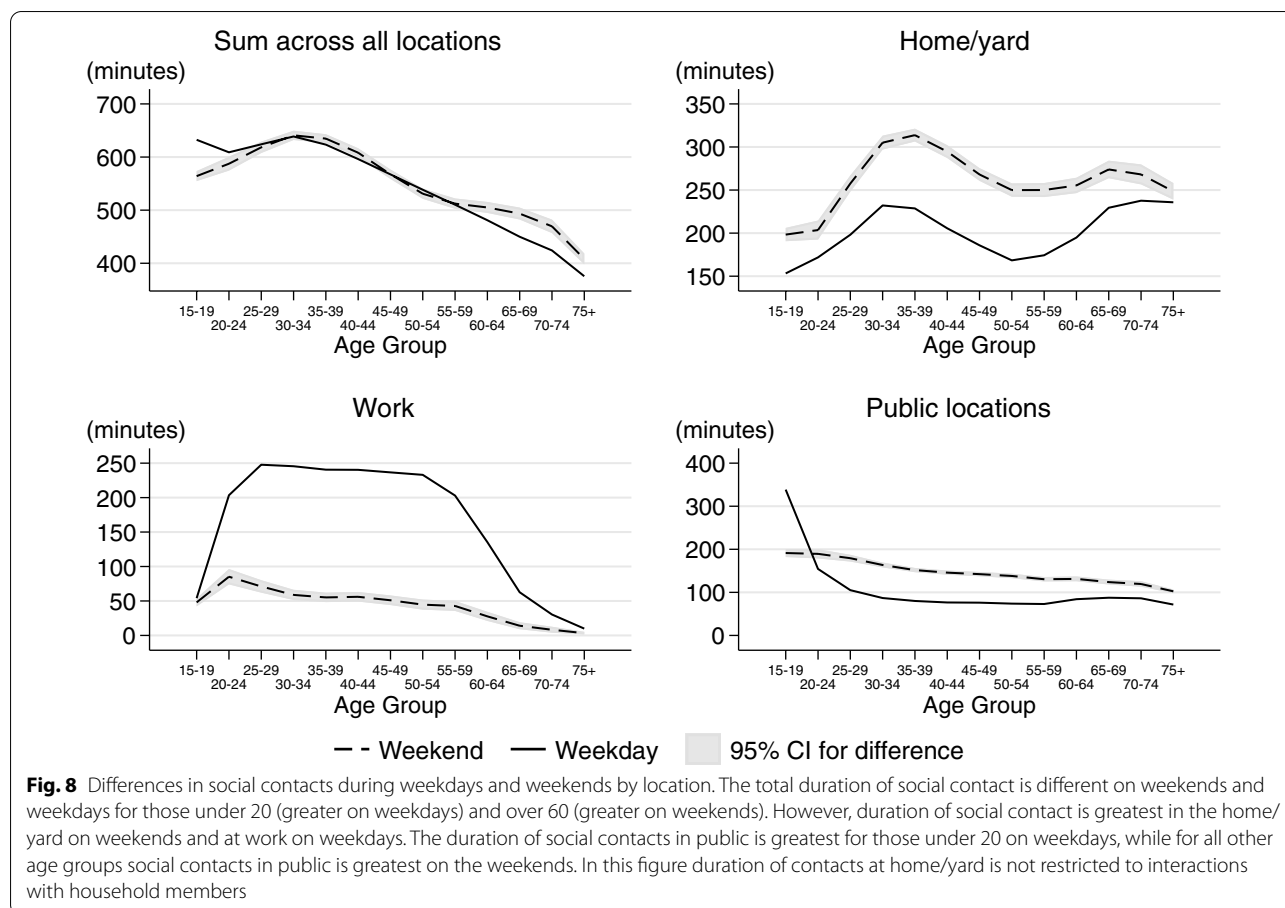 Sum across all locations
(minutes)
700
600
500
400
15-19 25-29 35-39 45-49 55-59 65-69 75+
20-24 30-34 40-44 50-54 60-64 70-74
Age Group
Home/yard
(minutes)
350
300
250
200
150
15-19 25-29 35-39 45-49 55-59 65-69 75+
20-24 30-34 40-44 50-54 60-64 70-74
Age Group
Work
(minutes)
250
200
150
100
50
0
15-19 25-29 35-39 45-49 55-59 65-69 75+
20-24 30-34 40-44 50-54 60-64 70-74
Age Group
Public locations
(minutes)
400
300
200
100
0
15-19 25-29 35-39 45-49 55-59 65-69 75+
20-24 30-34 40-44 50-54 60-64 70-74
Age Group
Weekend Weekday 95% CI for difference
Fig. 8 Differences in social contacts during weekdays and weekends by location. The total duration of social contact is different on weekends and
weekdays for those under 20 (greater on weekdays) and over 60 (greater on weekends). However, duration of social contact is greatest in the home/
yard on weekends and at work on weekdays. The duration of social contacts in public is greatest for those under 20 on weekdays, while for all other
age groups social contacts in public is greatest on the weekends. In this figure duration of contacts at home/yard is not restricted to interactions
with household members